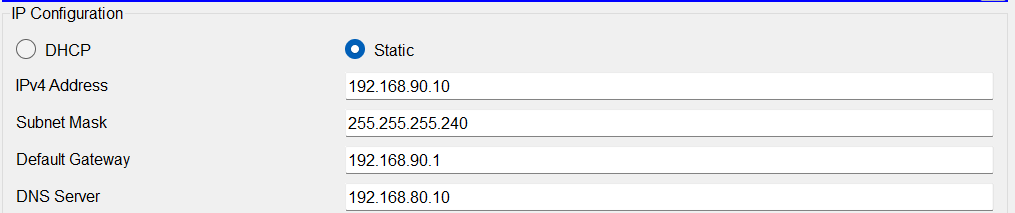 IP Configuration
DHCP Static
IPv4 Address 192.168.90.10
Subnet Mask 255.255.255.240
Default Gateway 192.168.90.1
DNS Server 192.168.80.10